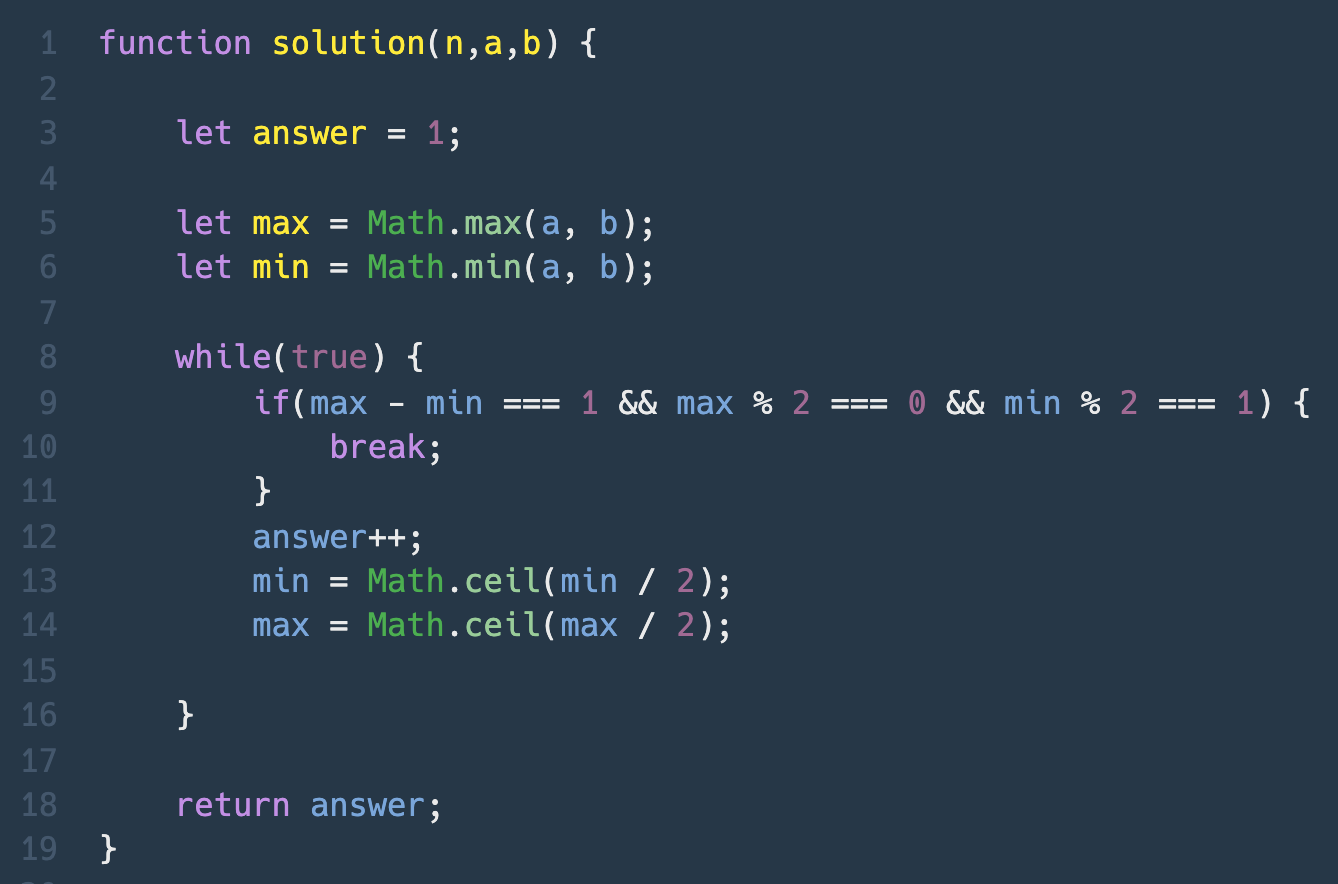 1 function solution(n,a,b) {
2
3 let answer = 1;
4
5 let max = Math.max(a, b);
6 let min = Math.min(a, b);
7
8 while(true) {
9 if(max - min === 1 && max % 2 === 0 && min % 2 === 1) {
10 break;
11 }
12 answer++;
13 min = Math.ceil(min / 2);
14 max = Math.ceil(max / 2);
15
16 }
17
18 return answer;
19 }